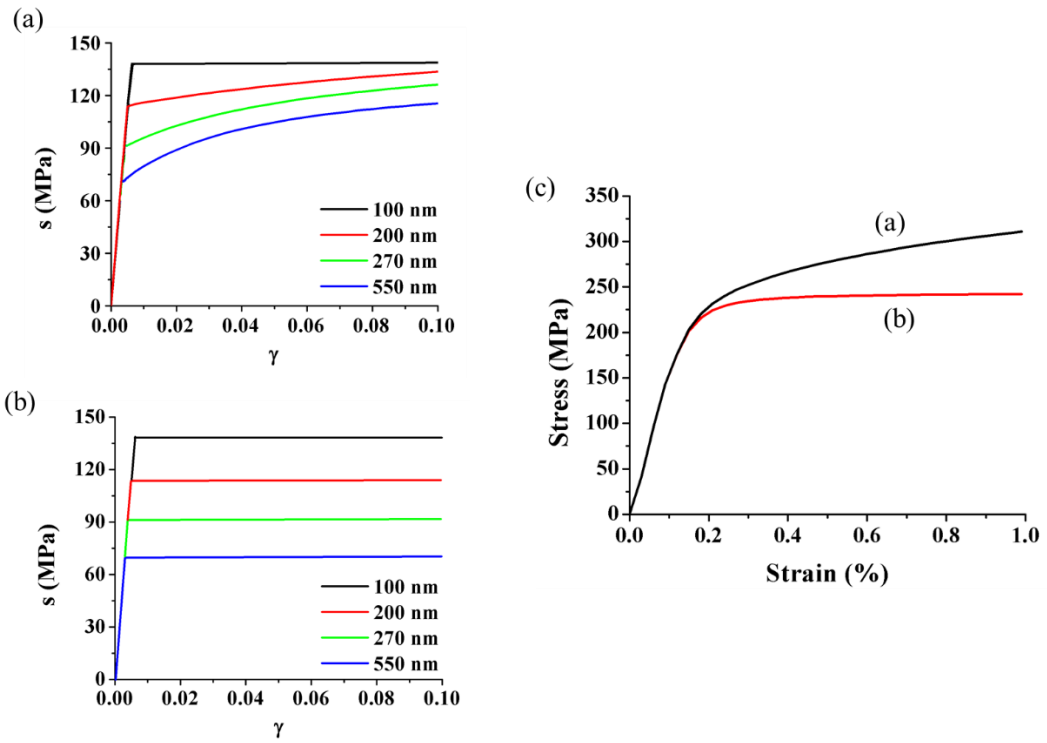 (a)
150
120
90
60
30
0
s (MPa)
100 nm
200 nm
270 nm
550 nm
0.00 0.02 0.04 0.06 0.08 0.10
γ
(b)
150
120
90
60
30
0
s (MPa)
100 nm
200 nm
270 nm
550 nm
0.00 0.02 0.04 0.06 0.08 0.10
γ
(c)
350
300
250
200
150
100
50
0
Stress (MPa)
(a)
(b)
0.0 0.2 0.4 0.6 0.8 1.0
Strain (%)